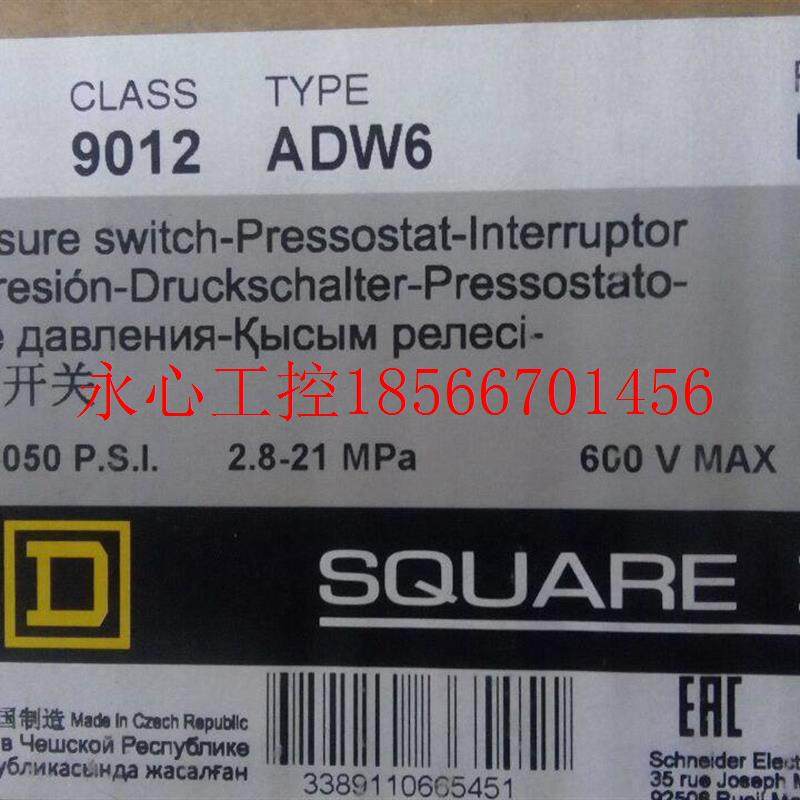 CLASS TYPE
9012 ADW6
sure switch-Pressostat-Interruptor
resión-Druckschalter-Pressostato-
е давления-Қысым релесі-
开关
永心工控18566701456
050 P.S.I. 2.8-21 MPa 600 V MAX
D SQUARE
国制造 Made in Czech Republic
в Чешской Республике
убликасында жасалған
3389110665451
EAC
Schneider Elect
35 rue Joseph M
92506 Rueil Ma